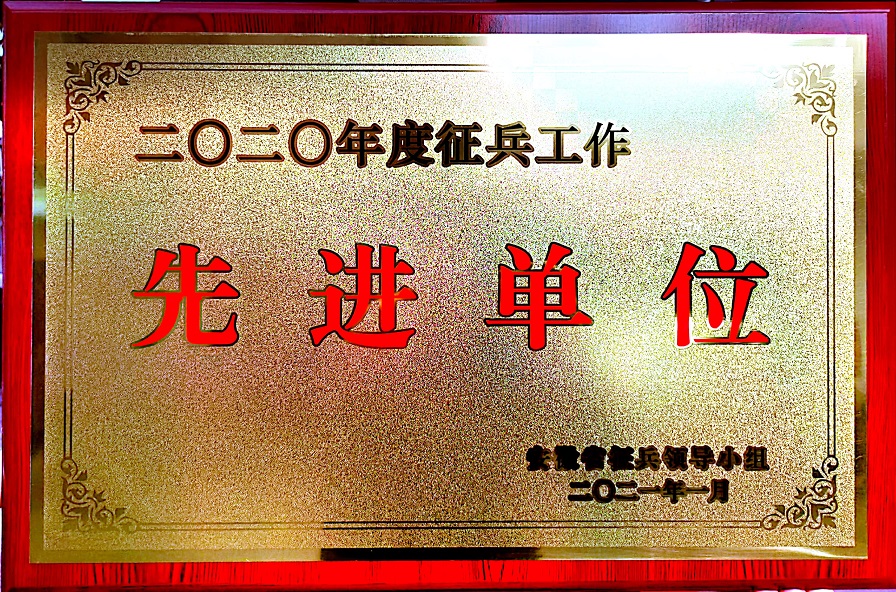 二〇二〇年度征兵工作
先进单位
安徽省征兵领导小组
二〇二一年一月